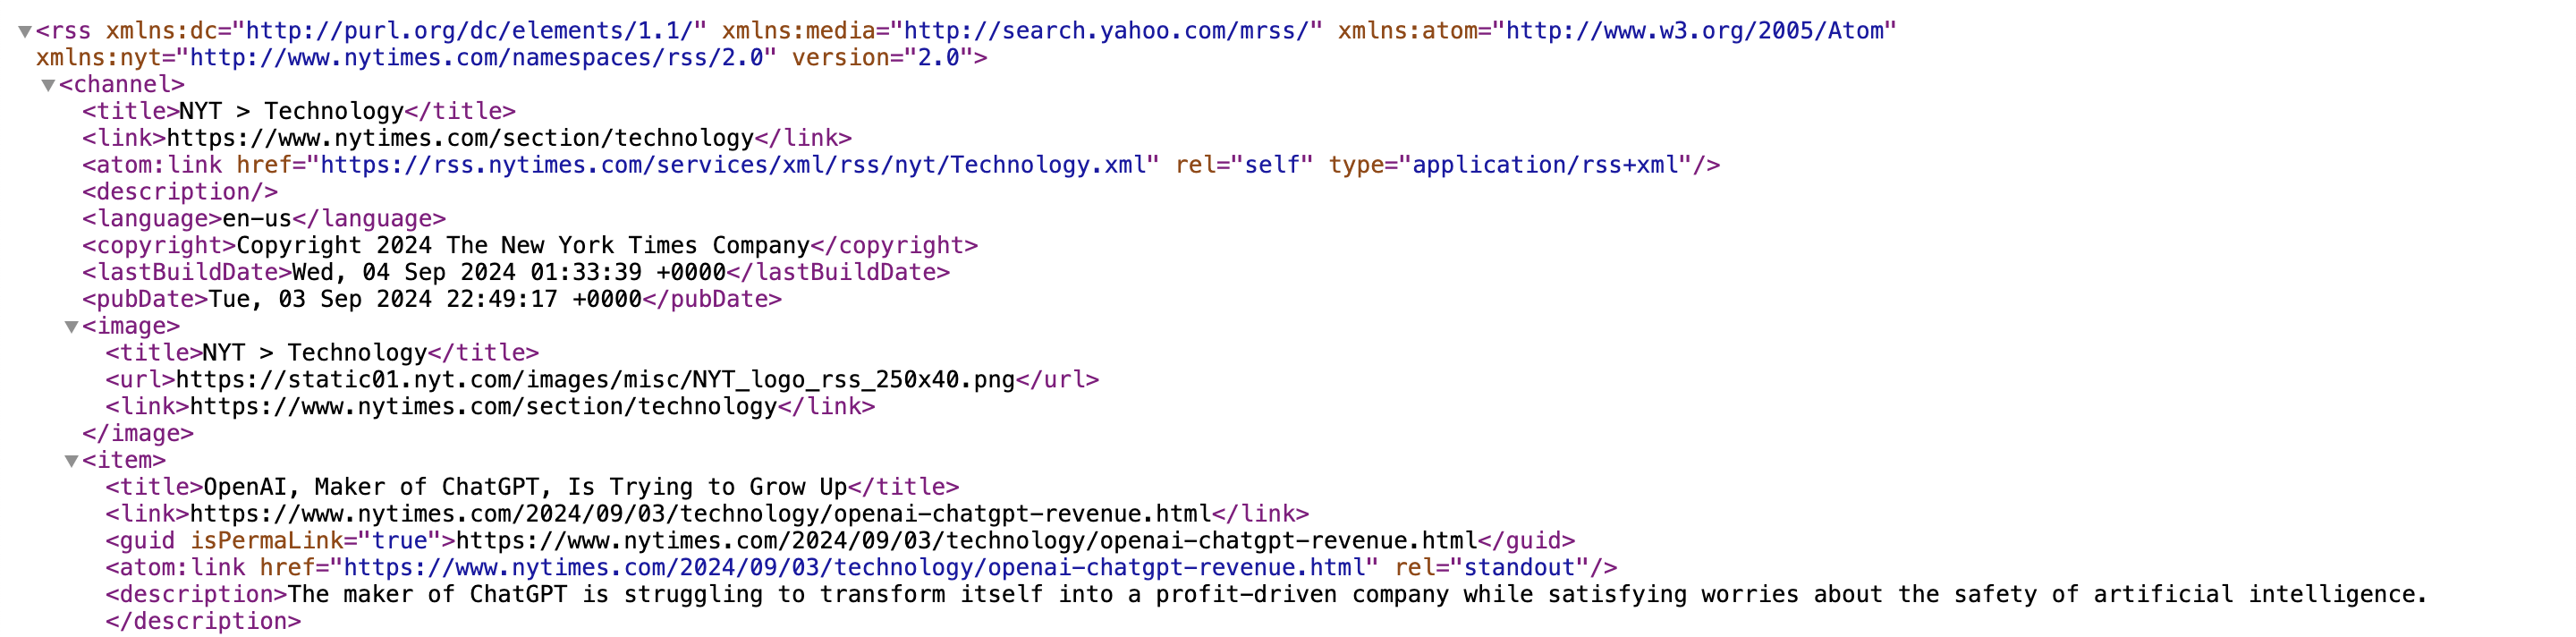 <rss xmlns:dc="http://purl.org/dc/elements/1.1/" xmlns:media="http://search.yahoo.com/mrss/" xmlns:atom="http://www.w3.org/2005/Atom"
xmlns:nyt="http://www.nytimes.com/namespaces/rss/2.0" version="2.0">
<channel>
<title>NYT > Technology</title>
<link>https://www.nytimes.com/section/technology</link>
<atom:link href="https://rss.nytimes.com/services/xml/rss/nyt/Technology.xml" rel="self" type="application/rss+xml"/>
<description/>
<language>en-us</language>
<copyright>Copyright 2024 The New York Times Company</copyright>
<lastBuildDate>Wed, 04 Sep 2024 01:33:39 +0000</lastBuildDate>
<pubDate>Tue, 03 Sep 2024 22:49:17 +0000</pubDate>
<image>
<title>NYT > Technology</title>
<url>https://static01.nyt.com/images/misc/NYT_logo_rss_250x40.png</url>
<link>https://www.nytimes.com/section/technology</link>
</image>
<item>
<title>OpenAI, Maker of ChatGPT, Is Trying to Grow Up</title>
<link>https://www.nytimes.com/2024/09/03/technology/openai-chatgpt-revenue.html</link>
<guid isPermaLink="true">https://www.nytimes.com/2024/09/03/technology/openai-chatgpt-revenue.html</guid>
<atom:link href="https://www.nytimes.com/2024/09/03/technology/openai-chatgpt-revenue.html" rel="standout"/>
<description>The maker of ChatGPT is struggling to transform itself into a profit-driven company while satisfying worries about the safety of artificial intelligence.
</description>